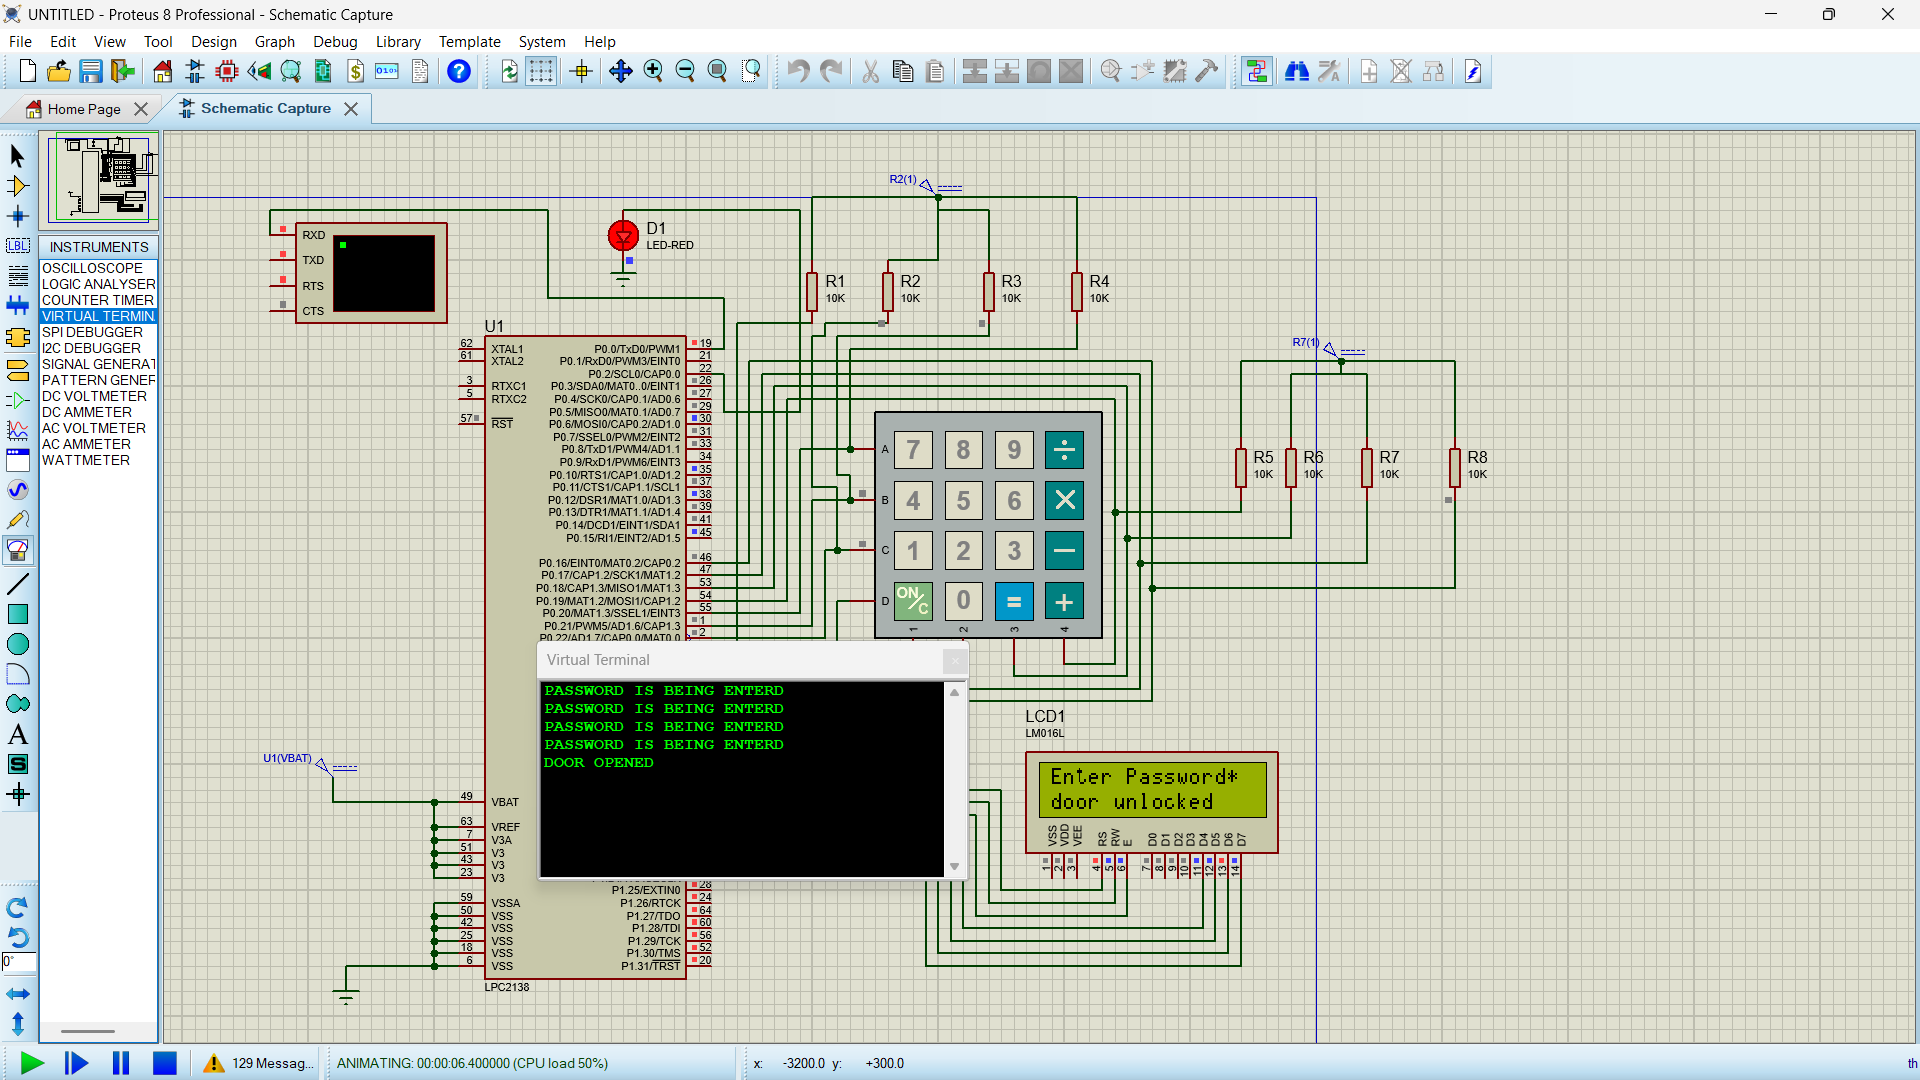 UNTITLED - Proteus 8 Professional - Schematic Capture
File Edit View Tool Design Graph Debug Library Template System Help
Home Page Schematic Capture
INSTRUMENTS
OSCILLOSCOPE
LOGIC ANALYSER
COUNTER TIMER
VIRTUAL TERMIN
SPI DEBUGGER
I2C DEBUGGER
SIGNAL GENERAT
PATTERN GENER
DC VOLTMETER
DC AMMETER
AC VOLTMETER
AC AMMETER
WATTMETER
LBL
0°
RXD
TXD
RTS
CTS
D1
LED-RED
R2(1)
R1
10K
R2
10K
R3
10K
R4
10K
R7(1)
R5
10K
R6
10K
R7
10K
R8
10K
U1
62 XTAL1
61 XTAL2
3 RTXC1
5 RTXC2
57 RST
P0.0/TxD0/PWM1 19
P0.1/RxD0/PWM3/EINT0 21
P0.2/SCL0/CAP0.0 22
P0.3/SDA0/MAT0..0/EINT1 26
P0.4/SCK0/CAP0.1/AD0.6 27
P0.5/MISO0/MAT0.1/AD0.7 29
P0.6/MOSI0/CAP0.2/AD1.0 30
P0.7/SSEL0/PWM2/EINT2 31
P0.8/TxD1/PWM4/AD1.1 33
P0.9/RxD1/PWM6/EINT3 34
P0.10/RTS1/CAP1.0/AD1.2 35
P0.11/CTS1/CAP1.1/SCL1 37
P0.12/DSR1/MAT1.0/AD1.3 38
P0.13/DTR1/MAT1.1/AD1.4 39
P0.14/DCD1/EINT1/SDA1 41
P0.15/RI1/EINT2/AD1.5 45
P0.16/EINT0/MAT0.2/CAP0.2 46
P0.17/CAP1.2/SCK1/MAT1.2 47
P0.18/CAP1.3/MISO1/MAT1.3 53
P0.19/MAT1.2/MOSI1/CAP1.2 54
P0.20/MAT1.3/SSEL1/EINT3 55
P0.21/PWM5/AD1.6/CAP1.3 1
P0.22/AD1.7/CAP0.0/MAT0.0 2
A 7 8 9 ÷
B 4 5 6 ×
C 1 2 3 −
D ON/C 0 = +
1 2 3 4
Virtual Terminal
PASSWORD IS BEING ENTERD
PASSWORD IS BEING ENTERD
PASSWORD IS BEING ENTERD
PASSWORD IS BEING ENTERD
DOOR OPENED
U1(VBAT)
49 VBAT
63 VREF
7 V3A
51 V3
43 V3
23 V3
59 VSSA
50 VSS
42 VSS
25 VSS
18 VSS
6 VSS
28
P1.25/EXTIN0 24
P1.26/RTCK 64
P1.27/TDO 60
P1.28/TDI 56
P1.29/TCK 52
P1.30/TMS 20
P1.31/TRST
LPC2138
LCD1
LM016L
Enter Password*
door unlocked
VSS VDD VEE RS RW E D0 D1 D2 D3 D4 D5 D6 D7
1 2 3 4 5 6 7 8 9 10 11 12 13 14
129 Messag... ANIMATING: 00:00:06.400000 (CPU load 50%) x: -3200.0 y: +300.0 th